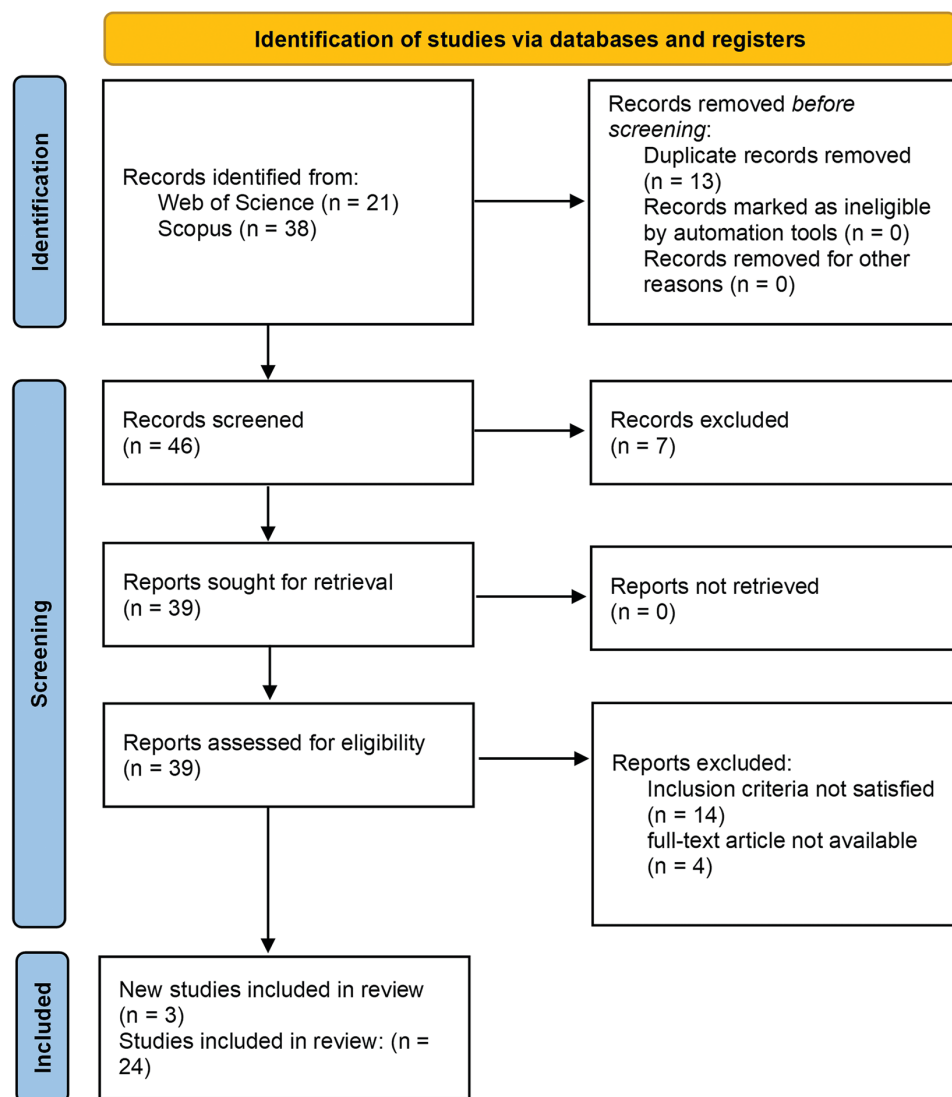 Identification of studies via databases and registers
Identification
Records identified from:
Web of Science (n = 21)
Scopus (n = 38)
Records removed before
screening:
Duplicate records removed
(n = 13)
Records marked as ineligible
by automation tools (n = 0)
Records removed for other
reasons (n = 0)
Screening
Records screened
(n = 46)
Records excluded
(n = 7)
Reports sought for retrieval
(n = 39)
Reports not retrieved
(n = 0)
Reports assessed for eligibility
(n = 39)
Reports excluded:
Inclusion criteria not satisfied
(n = 14)
full-text article not available
(n = 4)
Included
New studies included in review
(n = 3)
Studies included in review: (n =
24)